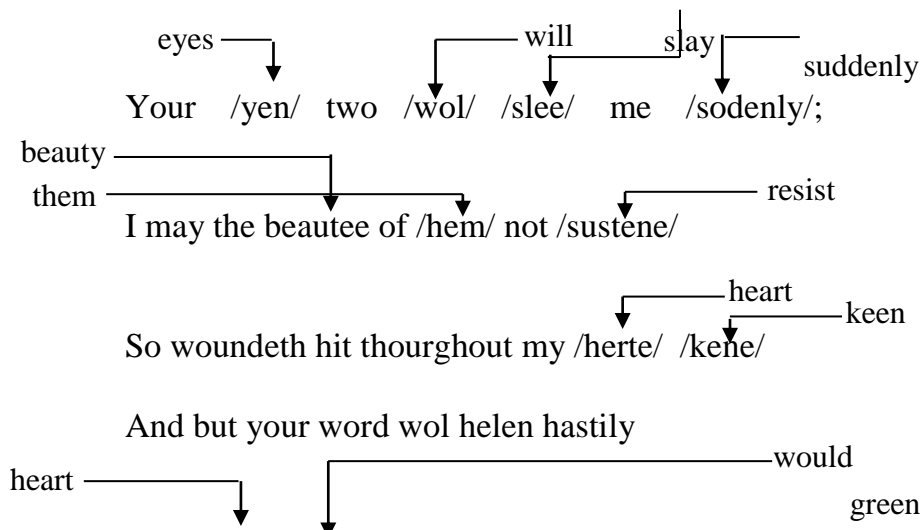 eyes will slay suddenly
Your /yen/ two /wol/ /slee/ me /sodenly/;
beauty
them resist
I may the beautee of /hem/ not /sustene/
heart
keen
So woundeth hit thourghout my /herte/ /kene/
And but your word wol helen hastily
would
heart
green